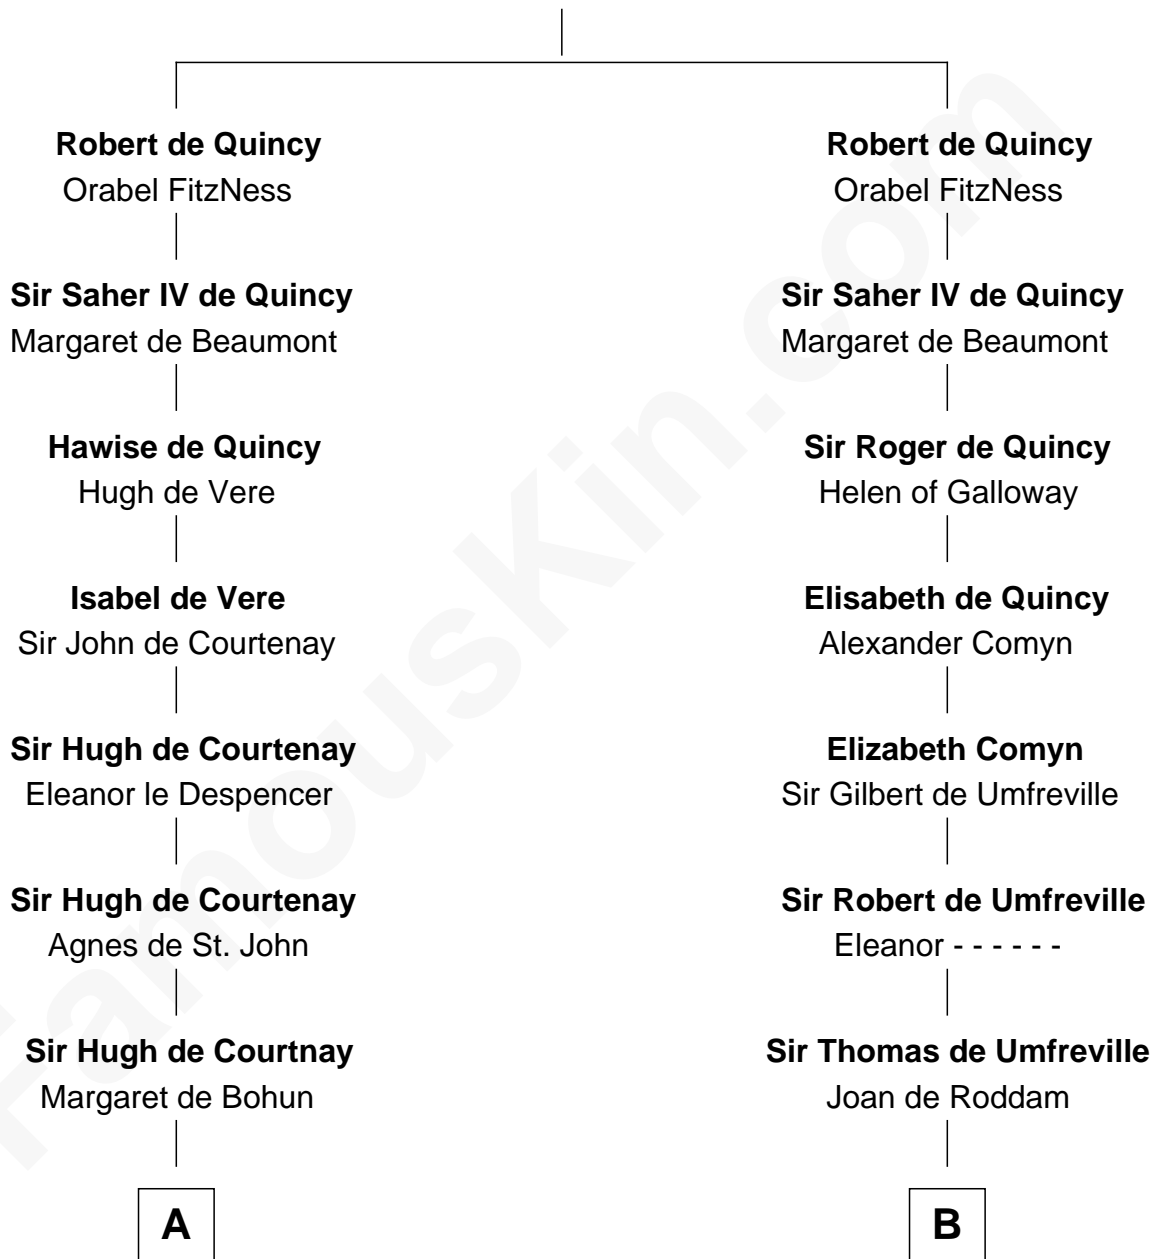 Robert de Quincy
Orabel FitzNess
Sir Saher IV de Quincy
Margaret de Beaumont
Hawise de Quincy
Hugh de Vere
Isabel de Vere
Sir John de Courtenay
Sir Hugh de Courtenay
Eleanor le Despencer
Sir Hugh de Courtenay
Agnes de St. John
Sir Hugh de Courtnay
Margaret de Bohun
A
Robert de Quincy
Orabel FitzNess
Sir Saher IV de Quincy
Margaret de Beaumont
Sir Roger de Quincy
Helen of Galloway
Elisabeth de Quincy
Alexander Comyn
Elizabeth Comyn
Sir Gilbert de Umfreville
Sir Robert de Umfreville
Eleanor - - - - - -
Sir Thomas de Umfreville
Joan de Roddam
B
FamousKin.com